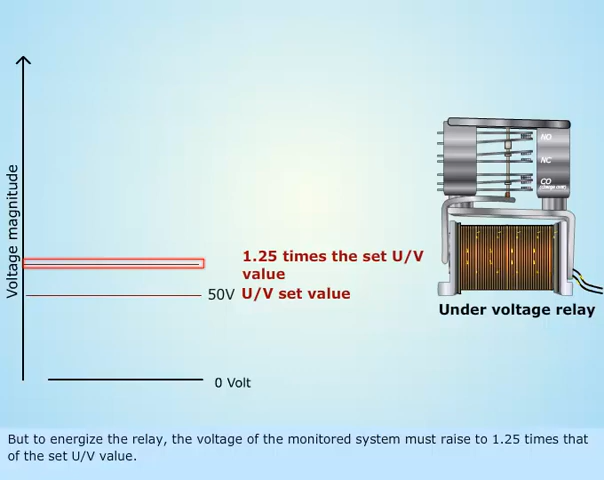 Voltage magnitude
NO
NC
CO
(change over)
1.25 times the set U/V
value
50V U/V set value
Under voltage relay
0 Volt
But to energize the relay, the voltage of the monitored system must raise to 1.25 times that
of the set U/V value.